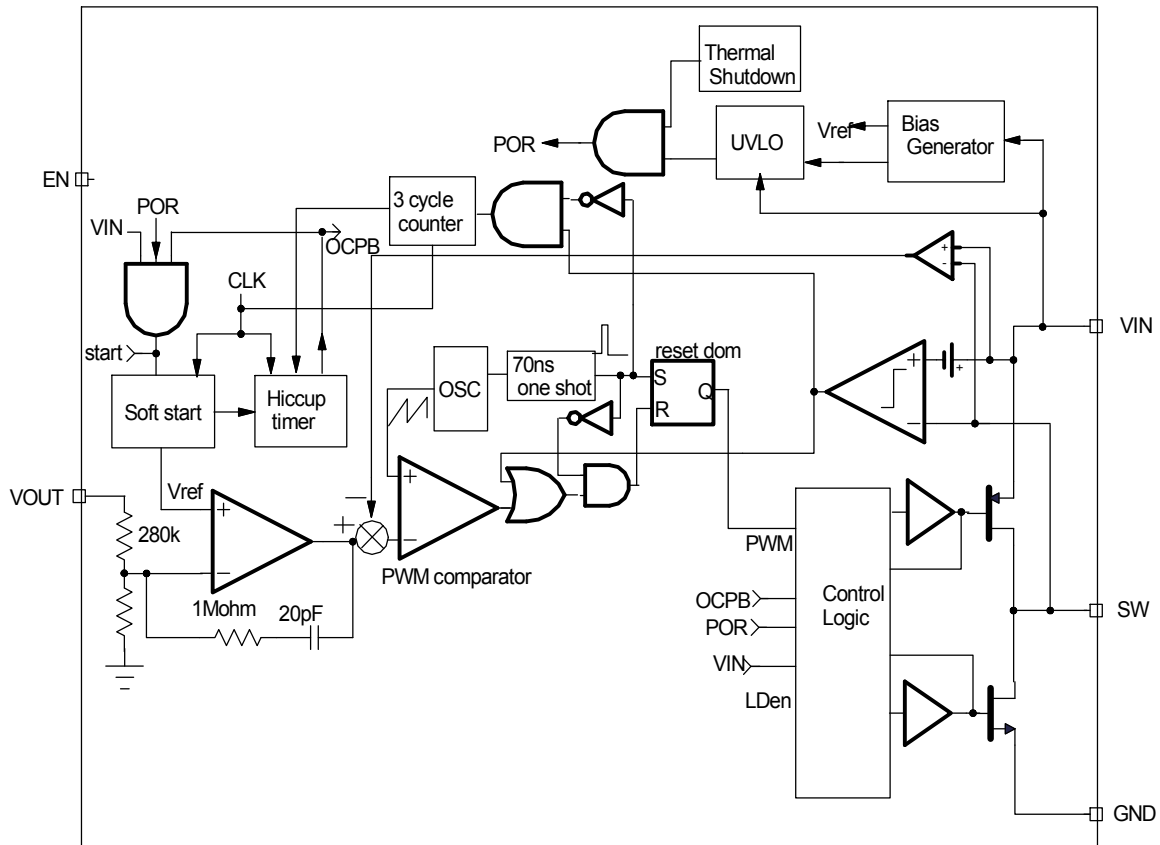 Thermal
Shutdown
POR
UVLO
Vref
Bias
Generator
EN
POR
VIN
OCPB
3 cycle
counter
CLK
+
-
VIN
start
Soft start
Hiccup
timer
OSC
70ns
one shot
reset dom
S
Q
R
+
+
−
VOUT
Vref
+
−
280k
−
+
+
−
PWM comparator
1Mohm
20pF
PWM
OCPB
POR
VIN
LDen
Control
Logic
SW
GND